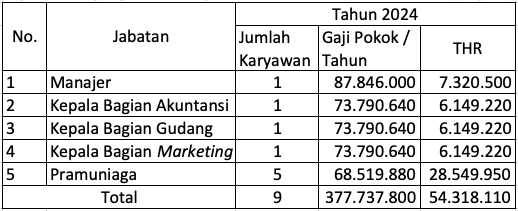 No. Jabatan Tahun 2024
Jumlah Karyawan Gaji Pokok / Tahun THR
1 Manajer 1 87.846.000 7.320.500
2 Kepala Bagian Akuntansi 1 73.790.640 6.149.220
3 Kepala Bagian Gudang 1 73.790.640 6.149.220
4 Kepala Bagian Marketing 1 73.790.640 6.149.220
5 Pramuniaga 5 68.519.880 28.549.950
Total 9 377.737.800 54.318.110